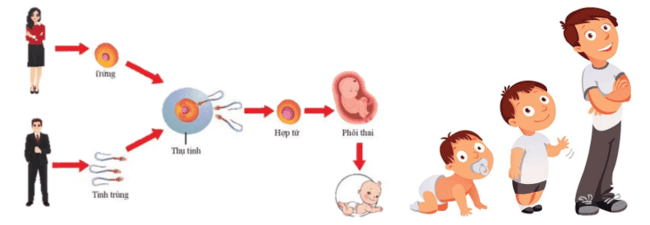 Trứng
Thụ tinh
Hợp tử
Phôi thai
Tinh trùng